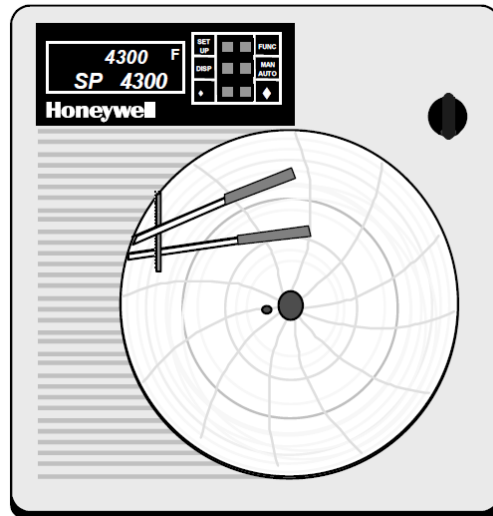 4300 F
SP 4300
Honeywell
SET UP
FUNC
DISP
MAN AUTO